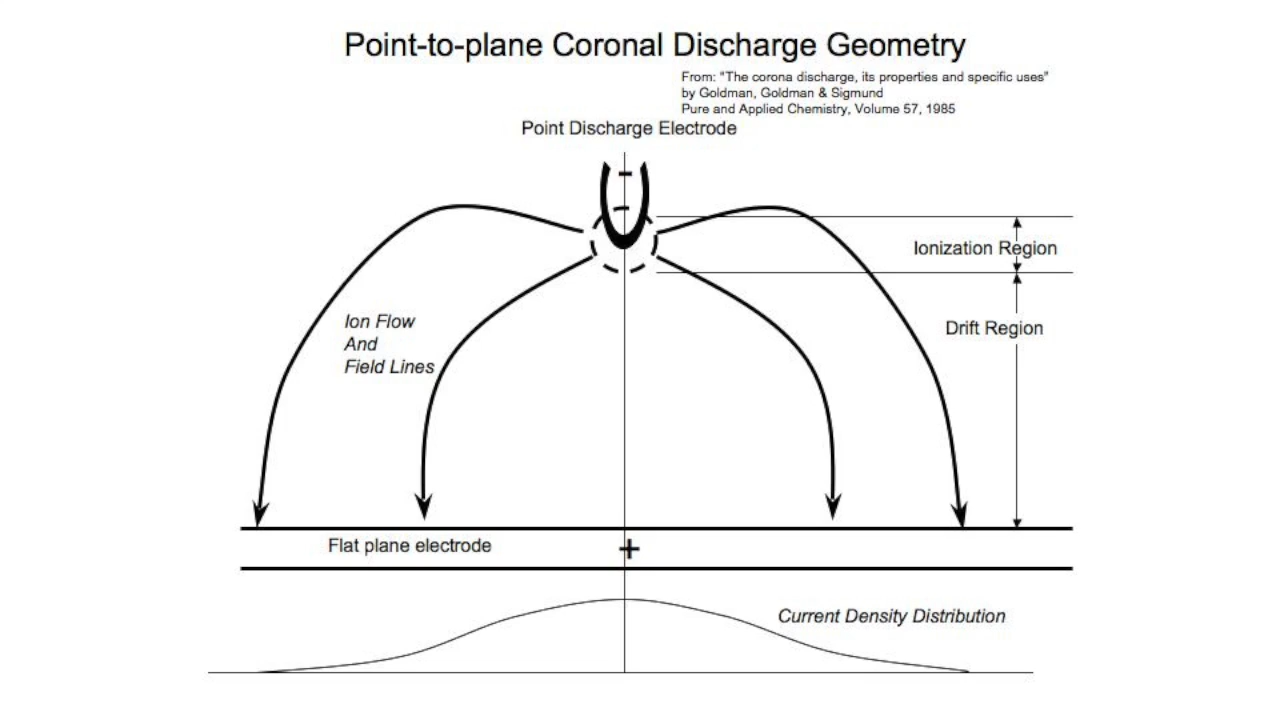 Point-to-plane Coronal Discharge Geometry
From: "The corona discharge, its properties and specific uses"
by Goldman, Goldman & Sigmund
Pure and Applied Chemistry, Volume 57, 1985
Point Discharge Electrode
-
Ionization Region
Drift Region
Ion Flow
And
Field Lines
Flat plane electrode
+
Current Density Distribution